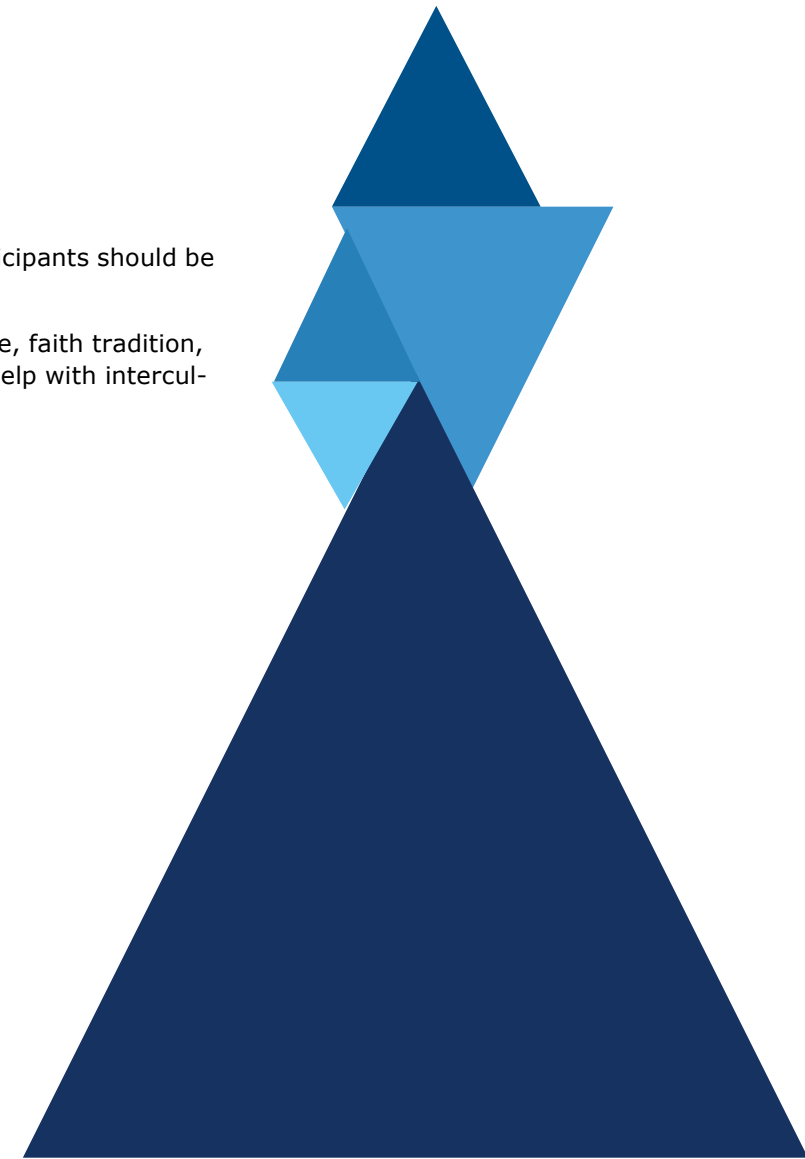 cipants should be
e, faith tradition,
elp with intercul-